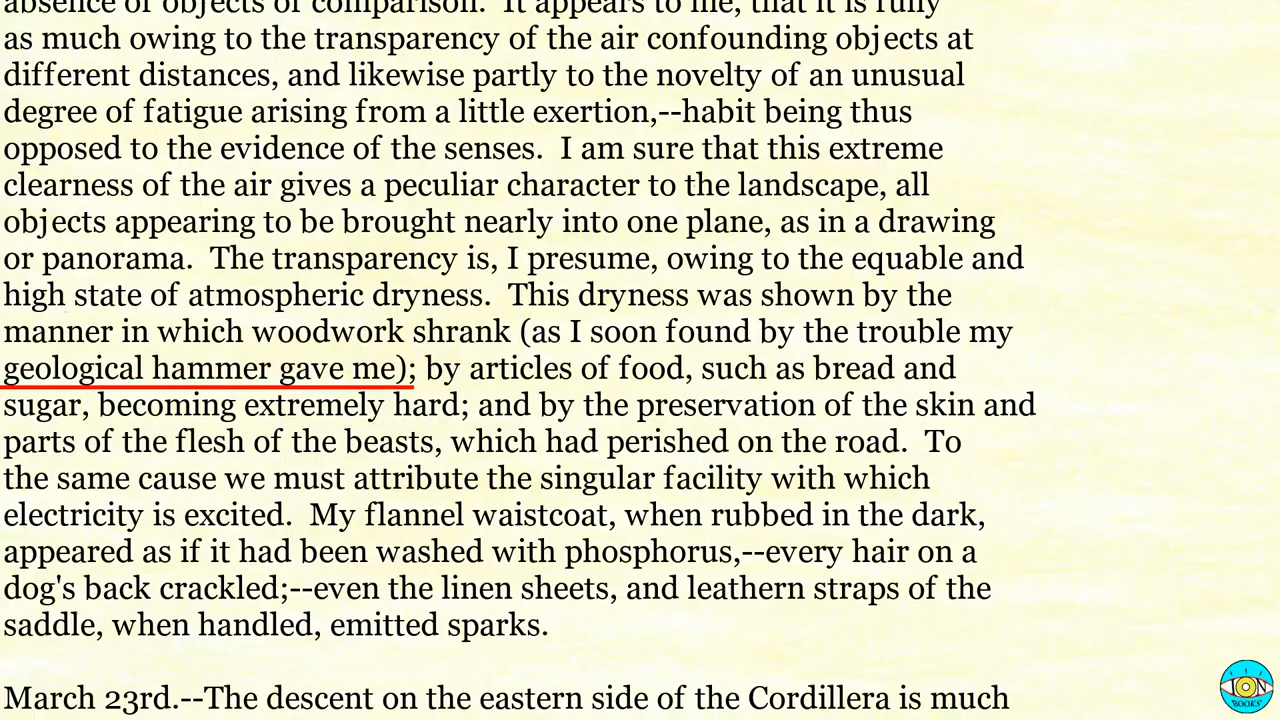 absence of objects of comparison.  It appears to me, that it is fully
as much owing to the transparency of the air confounding objects at
different distances, and likewise partly to the novelty of an unusual
degree of fatigue arising from a little exertion,--habit being thus
opposed to the evidence of the senses.  I am sure that this extreme
clearness of the air gives a peculiar character to the landscape, all
objects appearing to be brought nearly into one plane, as in a drawing
or panorama.  The transparency is, I presume, owing to the equable and
high state of atmospheric dryness.  This dryness was shown by the
manner in which woodwork shrank (as I soon found by the trouble my
geological hammer gave me); by articles of food, such as bread and
sugar, becoming extremely hard; and by the preservation of the skin and
parts of the flesh of the beasts, which had perished on the road.  To
the same cause we must attribute the singular facility with which
electricity is excited.  My flannel waistcoat, when rubbed in the dark,
appeared as if it had been washed with phosphorus,--every hair on a
dog's back crackled;--even the linen sheets, and leathern straps of the
saddle, when handled, emitted sparks.
March 23rd.--The descent on the eastern side of the Cordillera is much
ION
BOOKS